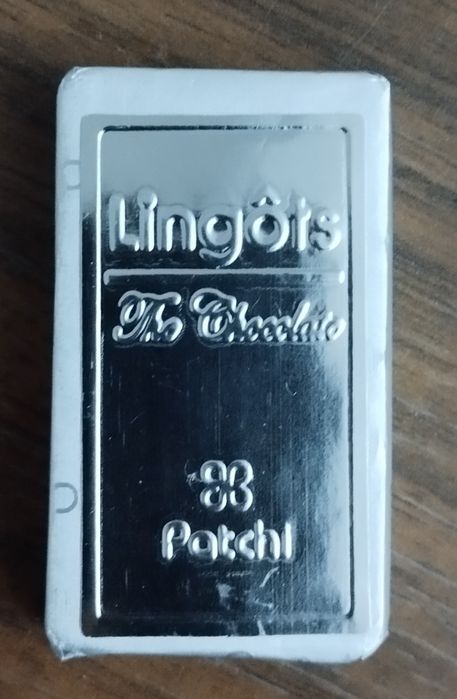 Lingôts
The Chocolate
Patchi